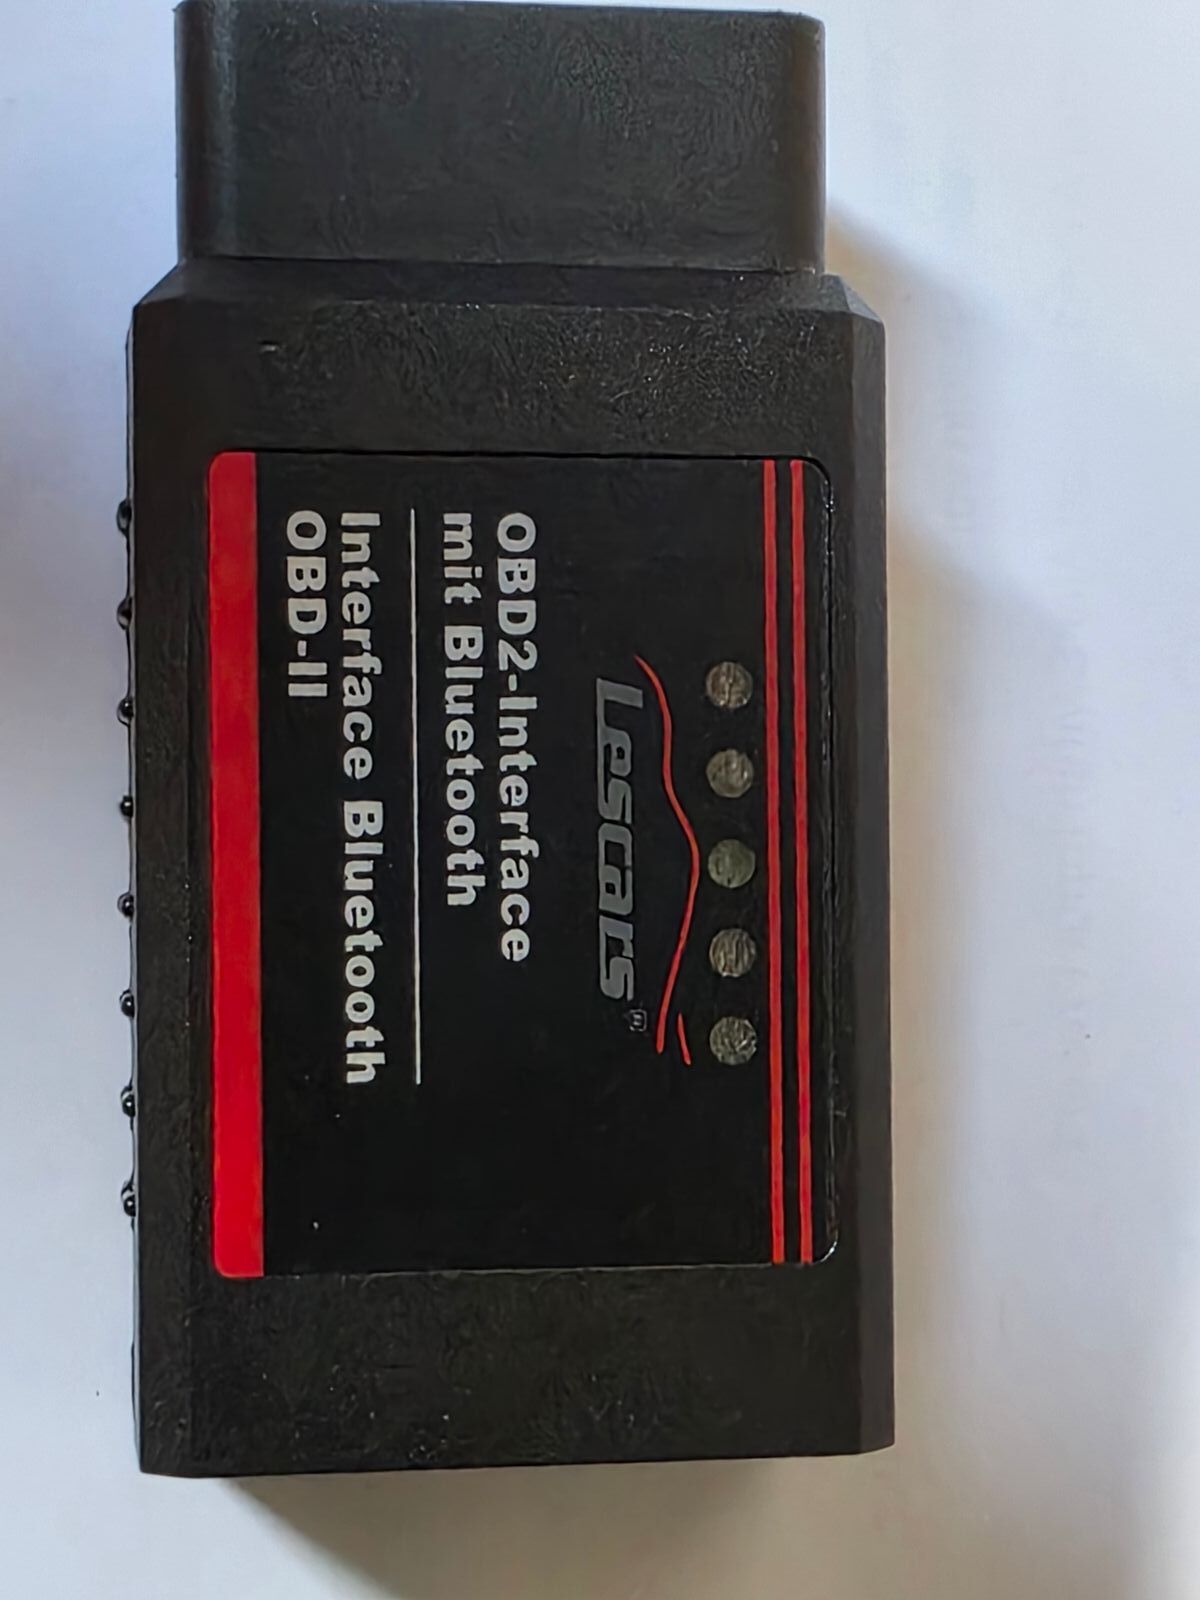 Lescars®
OBD2-Interface
mit Bluetooth
Interface Bluetooth
OBD-II